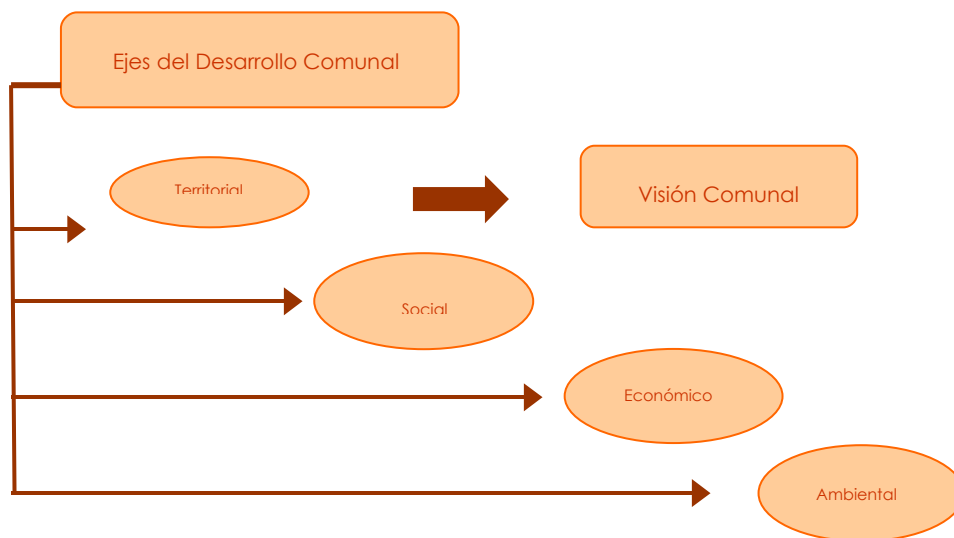 Ejes del Desarrollo Comunal
Territorial
Visión Comunal
Social
Económico
Ambiental